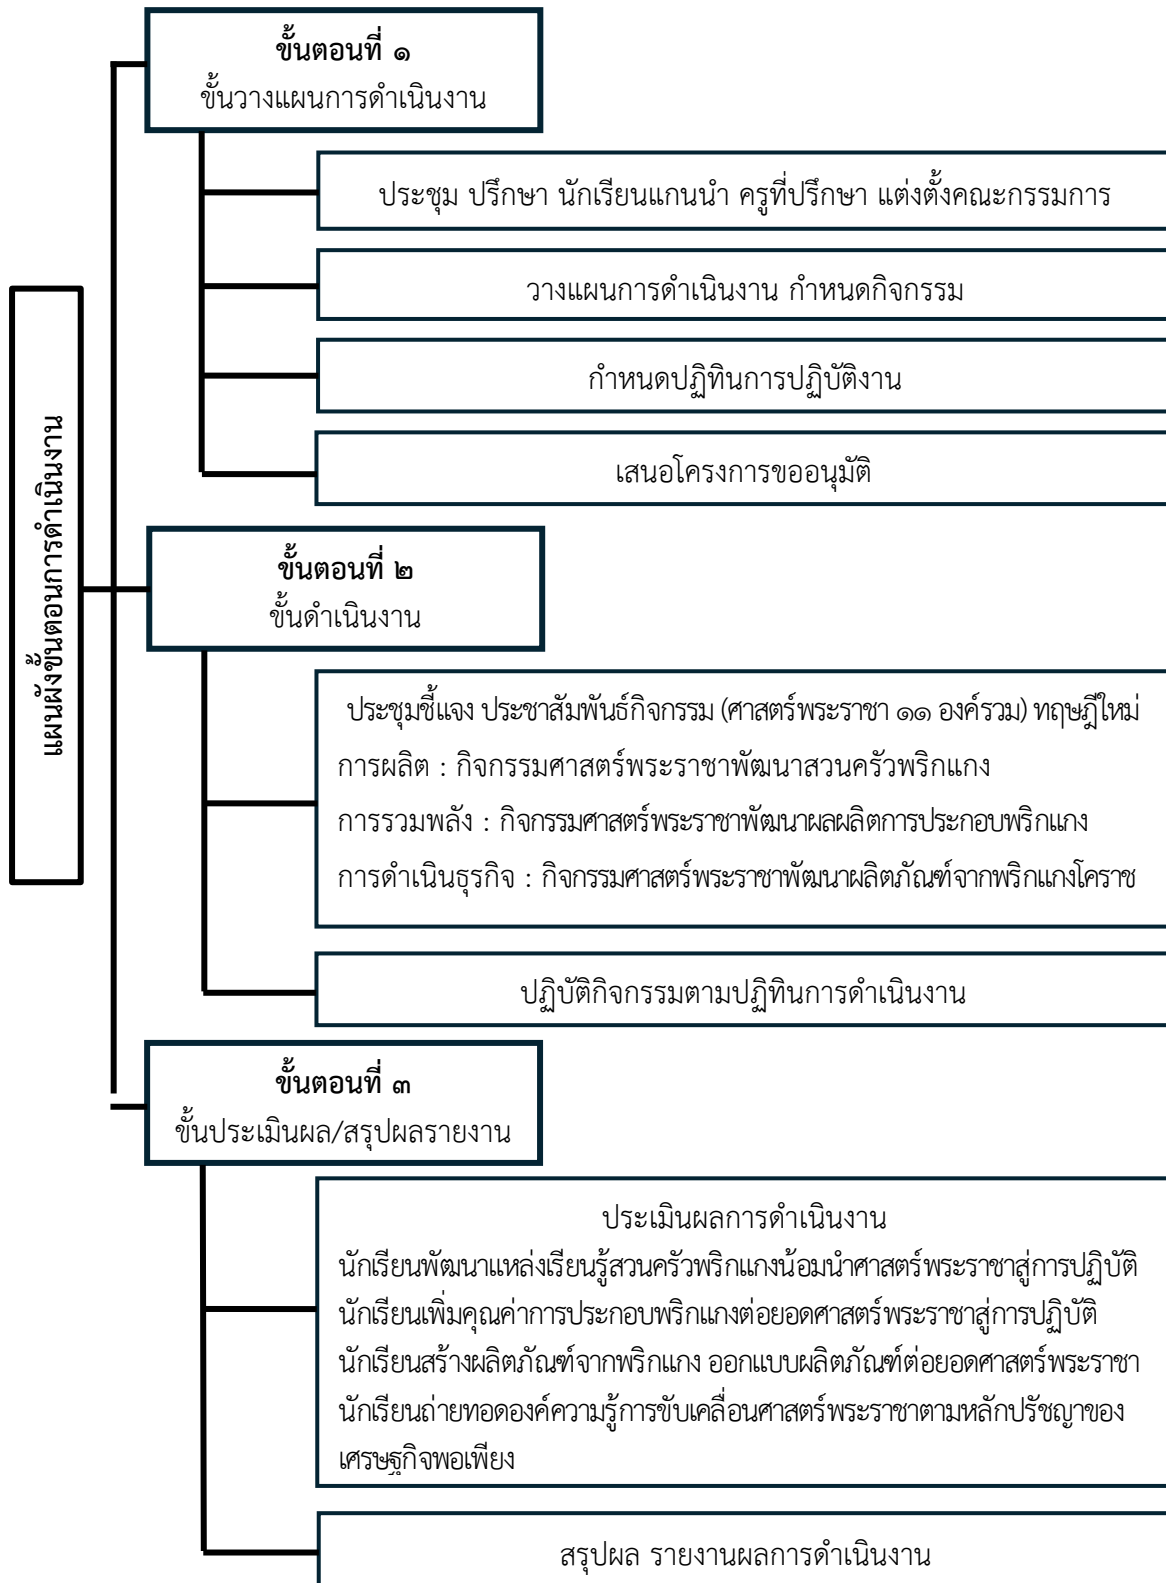 แผนผังขั้นตอนการดำเนินงาน
ขั้นตอนที่ ๑
ขั้นวางแผนการดำเนินงาน
ประชุม ปรึกษา นักเรียนแกนนำ ครูที่ปรึกษา แต่งตั้งคณะกรรมการ
วางแผนการดำเนินงาน กำหนดกิจกรรม
กำหนดปฏิทินการปฏิบัติงาน
เสนอโครงการขออนุมัติ
ขั้นตอนที่ ๒
ขั้นดำเนินงาน
ประชุมชี้แจง ประชาสัมพันธ์กิจกรรม (ศาสตร์พระราชา ๑๑ องค์รวม) ทฤษฎีใหม่
การผลิต : กิจกรรมศาสตร์พระราชาพัฒนาสวนครัวพริกแกง
การรวมพลัง : กิจกรรมศาสตร์พระราชาพัฒนาผลผลิตการประกอบพริกแกง
การดำเนินธุรกิจ : กิจกรรมศาสตร์พระราชาพัฒนาผลิตภัณฑ์จากพริกแกงโคราช
ปฏิบัติกิจกรรมตามปฏิทินการดำเนินงาน
ขั้นตอนที่ ๓
ขั้นประเมินผล/สรุปผลรายงาน
ประเมินผลการดำเนินงาน
นักเรียนพัฒนาแหล่งเรียนรู้สวนครัวพริกแกงน้อมนำศาสตร์พระราชาสู่การปฏิบัติ
นักเรียนเพิ่มคุณค่าการประกอบพริกแกงต่อยอดศาสตร์พระราชาสู่การปฏิบัติ
นักเรียนสร้างผลิตภัณฑ์จากพริกแกง ออกแบบผลิตภัณฑ์ต่อยอดศาสตร์พระราชา
นักเรียนถ่ายทอดองค์ความรู้การขับเคลื่อนศาสตร์พระราชาตามหลักปรัชญาของ
เศรษฐกิจพอเพียง
สรุปผล รายงานผลการดำเนินงาน